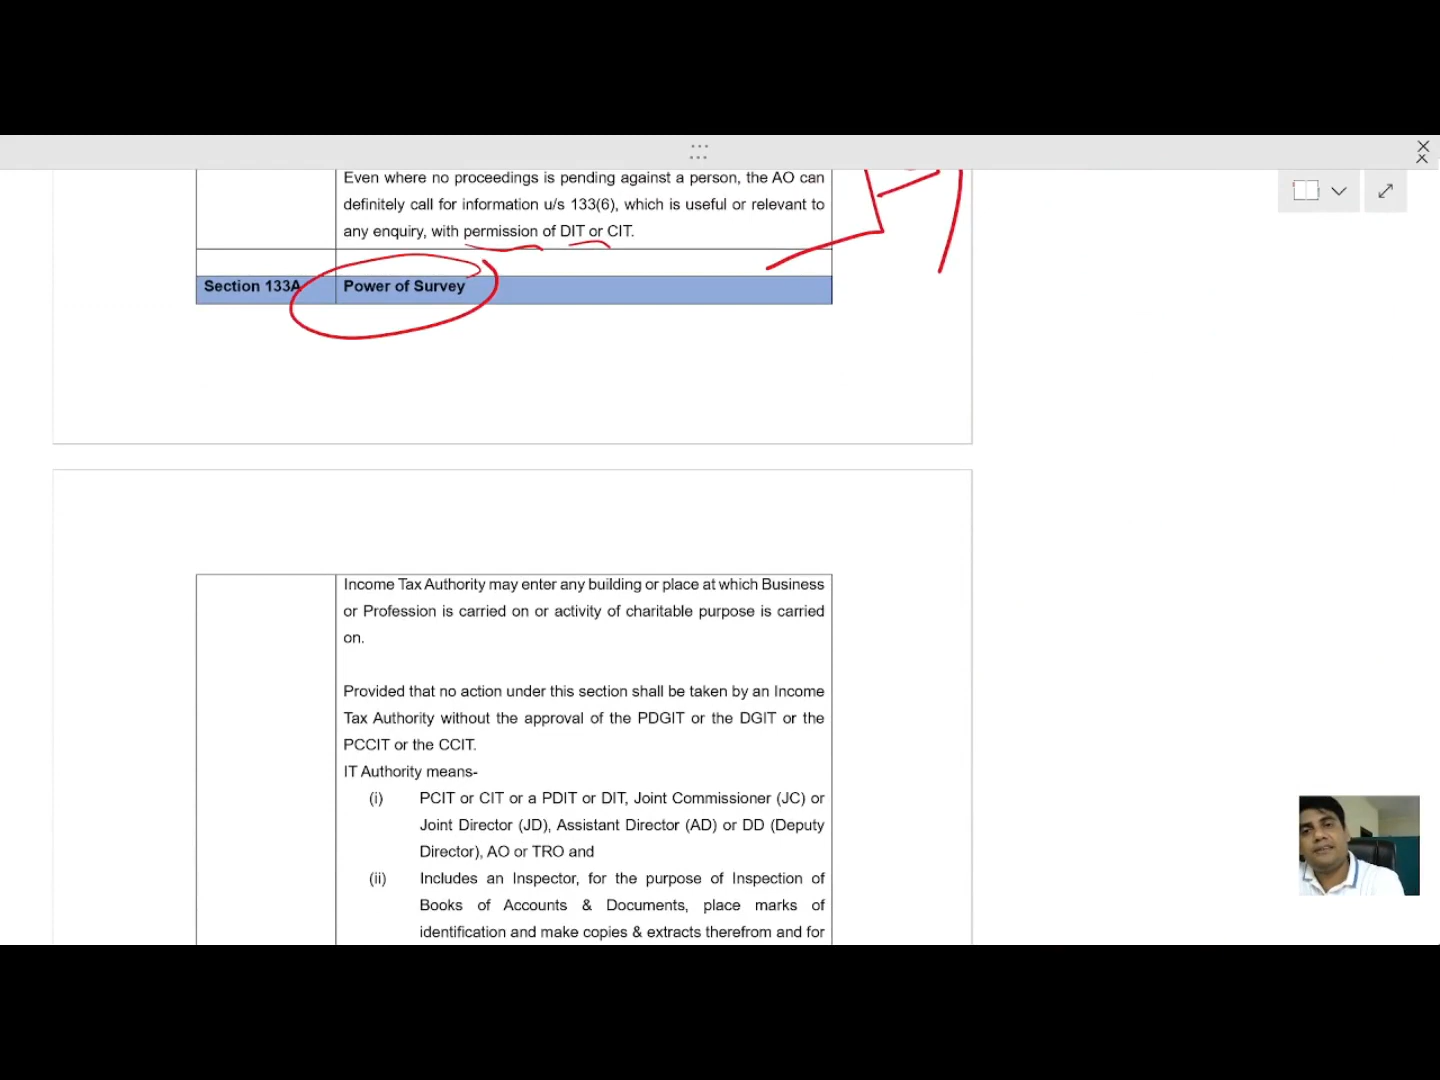 Even where no proceedings is pending against a person, the AO can
definitely call for information u/s 133(6), which is useful or relevant to
any enquiry, with permission of DIT or CIT.
Section 133A Power of Survey
Income Tax Authority may enter any building or place at which Business
or Profession is carried on or activity of charitable purpose is carried
on.
Provided that no action under this section shall be taken by an Income
Tax Authority without the approval of the PDGIT or the DGIT or the
PCCIT or the CCIT.
IT Authority means-
(i) PCIT or CIT or a PDIT or DIT, Joint Commissioner (JC) or
Joint Director (JD), Assistant Director (AD) or DD (Deputy
Director), AO or TRO and
(ii) Includes an Inspector, for the purpose of Inspection of
Books of Accounts & Documents, place marks of
identification and make copies & extracts therefrom and for